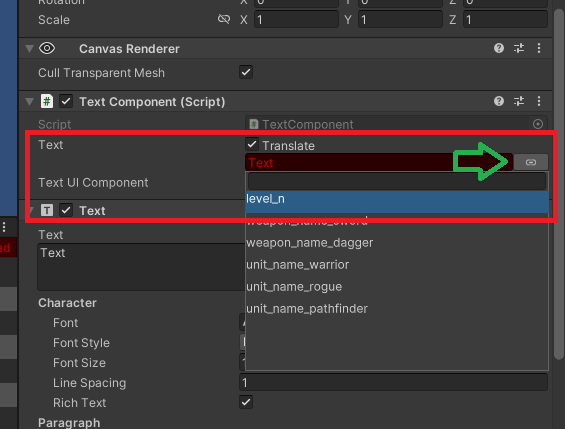 Rotation X 0 Y 0 Z 0
Scale X 1 Y 1 Z 1
Canvas Renderer
Cull Transparent Mesh
# Text Component (Script)
Script # TextComponent
Text Translate
Text
Text UI Component
level_n
T Text
weapon_name_sword
Text
weapon_name_dagger
Text
unit_name_warrior
unit_name_rogue
Character
unit_name_pathfinder
Font
Font Style
Font Size
Line Spacing 1
Rich Text
Paragraph